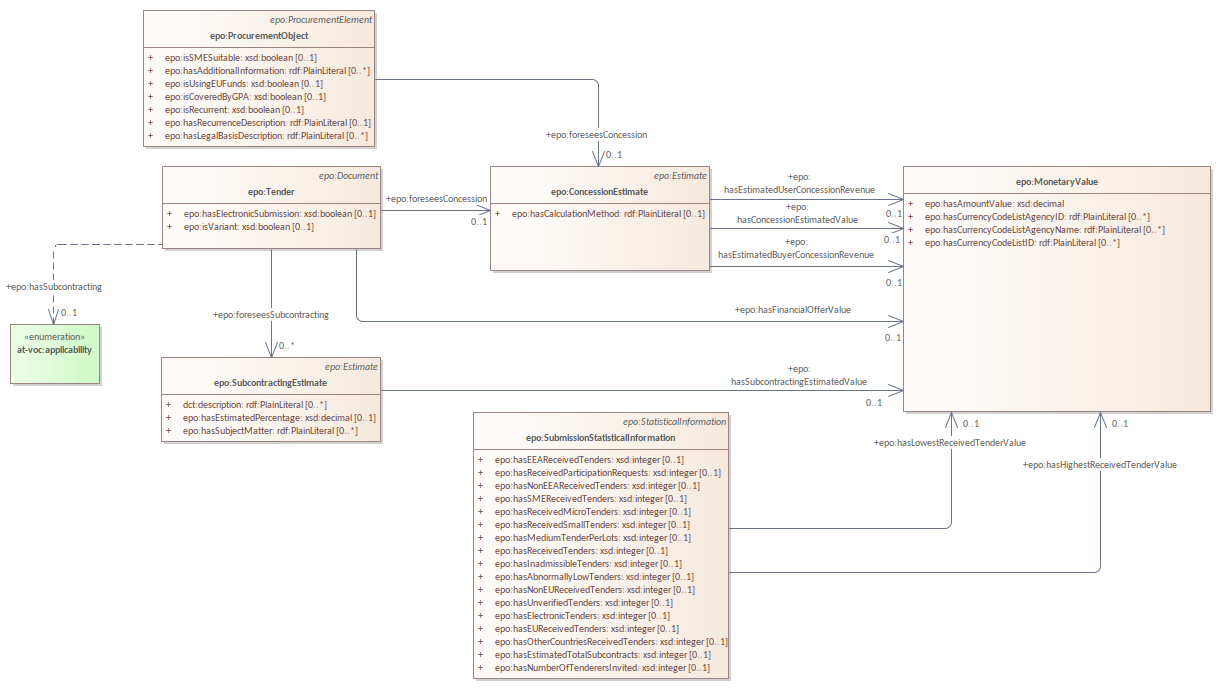 epo:ProcurementElement
epo:ProcurementObject
+ epo:isSMESuitable: xsd:boolean [0..1]
+ epo:hasAdditionalInformation: rdf:PlainLiteral [0..*]
+ epo:isUsingEUFunds: xsd:boolean [0..1]
+ epo:isCoveredByGPA: xsd:boolean [0..1]
+ epo:isRecurrent: xsd:boolean [0..1]
+ epo:hasRecurrenceDescription: rdf:PlainLiteral [0..1]
+ epo:hasLegalBasisDescription: rdf:PlainLiteral [0..*]
+epo:foreseesConcession
0..1
epo:Document
epo:Tender
+ epo:hasElectronicSubmission: xsd:boolean [0..1]
+ epo:isVariant: xsd:boolean [0..1]
+epo:foreseesConcession
0..1
epo:Estimate
epo:ConcessionEstimate
+ epo:hasCalculationMethod: rdf:PlainLiteral [0..1]
+epo:
hasEstimatedUserConcessionRevenue
0..1
+epo:
hasConcessionEstimatedValue
0..1
+epo:
hasEstimatedBuyerConcessionRevenue
0..1
epo:MonetaryValue
+ epo:hasAmountValue: xsd:decimal
+ epo:hasCurrencyCodeListAgencyID: rdf:PlainLiteral [0..*]
+ epo:hasCurrencyCodeListAgencyName: rdf:PlainLiteral [0..*]
+ epo:hasCurrencyCodeListID: rdf:PlainLiteral [0..*]
+epo:hasSubcontracting
0..1
«enumeration»
at-voc:applicability
+epo:foreseesSubcontracting
0..*
+epo:hasFinancialOfferValue
0..1
epo:Estimate
epo:SubcontractingEstimate
+ dct:description: rdf:PlainLiteral [0..*]
+ epo:hasEstimatedPercentage: xsd:decimal [0..1]
+ epo:hasSubjectMatter: rdf:PlainLiteral [0..*]
+epo:
hasSubcontractingEstimatedValue
0..1
epo:StatisticalInformation
epo:SubmissionStatisticalInformation
+ epo:hasEEAReceivedTenders: xsd:integer [0..1]
+ epo:hasReceivedParticipationRequests: xsd:integer [0..1]
+ epo:hasNonEEAReceivedTenders: xsd:integer [0..1]
+ epo:hasSMEReceivedTenders: xsd:integer [0..1]
+ epo:hasReceivedMicroTenders: xsd:integer [0..1]
+ epo:hasReceivedSmallTenders: xsd:integer [0..1]
+ epo:hasMediumTenderPerLots: xsd:integer [0..1]
+ epo:hasReceivedTenders: xsd:integer [0..1]
+ epo:hasInadmissibleTenders: xsd:integer [0..1]
+ epo:hasAbnormallyLowTenders: xsd:integer [0..1]
+ epo:hasNonEUReceivedTenders: xsd:integer [0..1]
+ epo:hasUnverifiedTenders: xsd:integer [0..1]
+ epo:hasElectronicTenders: xsd:integer [0..1]
+ epo:hasEUReceivedTenders: xsd:integer [0..1]
+ epo:hasOtherCountriesReceivedTenders: xsd:integer [0..1]
+ epo:hasEstimatedTotalSubcontracts: xsd:integer [0..1]
+ epo:hasNumberOfTenderersInvited: xsd:integer [0..1]
0..1
+epo:hasLowestReceivedTenderValue
0..1
+epo:hasHighestReceivedTenderValue